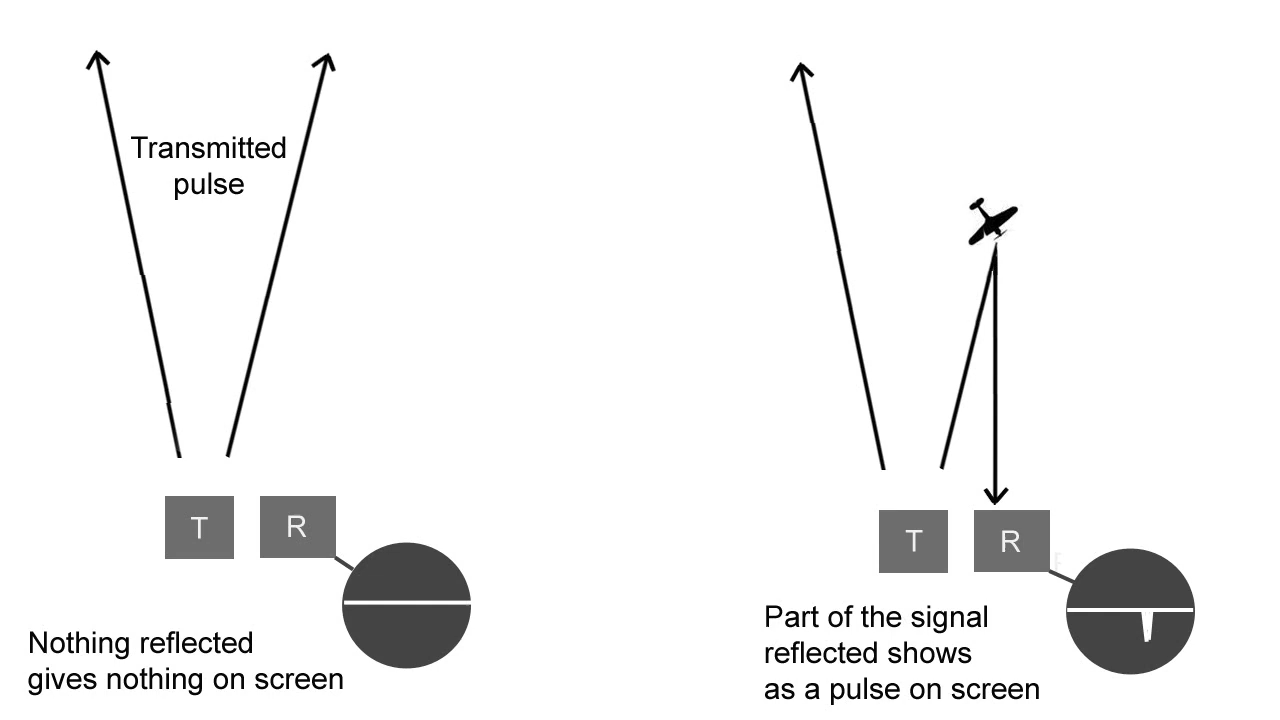 Transmitted
pulse
T
R
Nothing reflected
gives nothing on screen
T
R
Part of the signal
reflected shows
as a pulse on screen